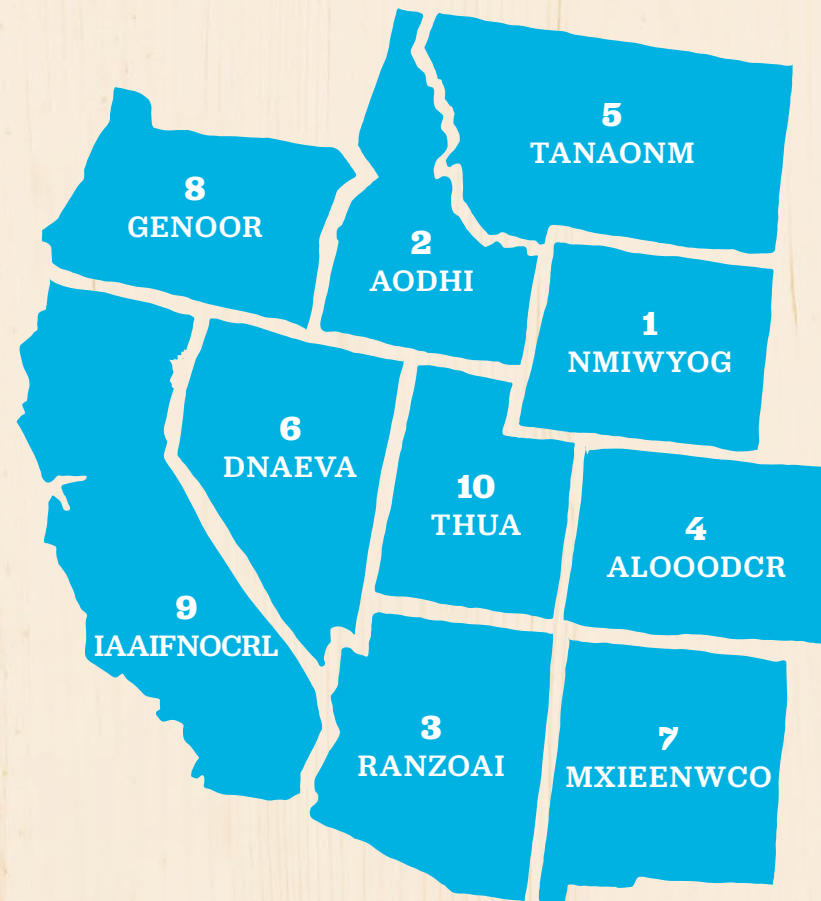 5
TANAONM
8
GENOOR
2
AODHI
1
NMIWYOG
6
DNAEVA
10
THUA
4
ALOOODCR
9
IAAIFNOCRL
3
RANZOAI
7
MXIEENWCO